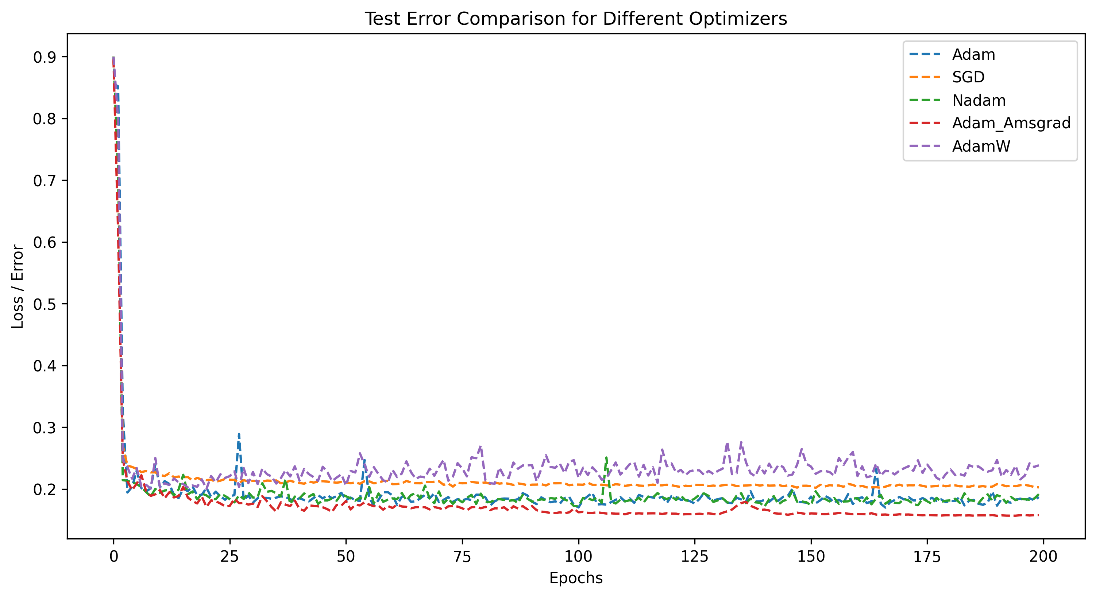 Test Error Comparison for Different Optimizers
Loss / Error
0.9
0.8
0.7
0.6
0.5
0.4
0.3
0.2
Adam
SGD
Nadam
Adam_Amsgrad
AdamW
0 25 50 75 100 125 150 175 200
Epochs